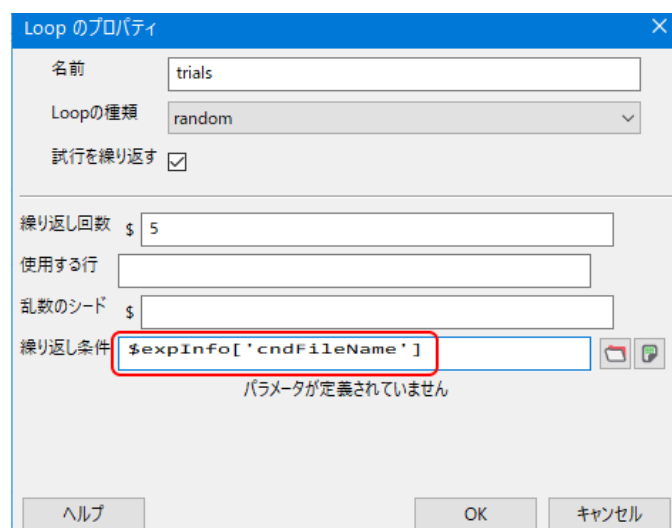 Loop のプロパティ
名前 trials
Loopの種類 random
試行を繰り返す
繰り返し回数 $ 5
使用する行
乱数のシード $
繰り返し条件 $expInfo['cndFileName']
パラメータが定義されていません
ヘルプ OK キャンセル